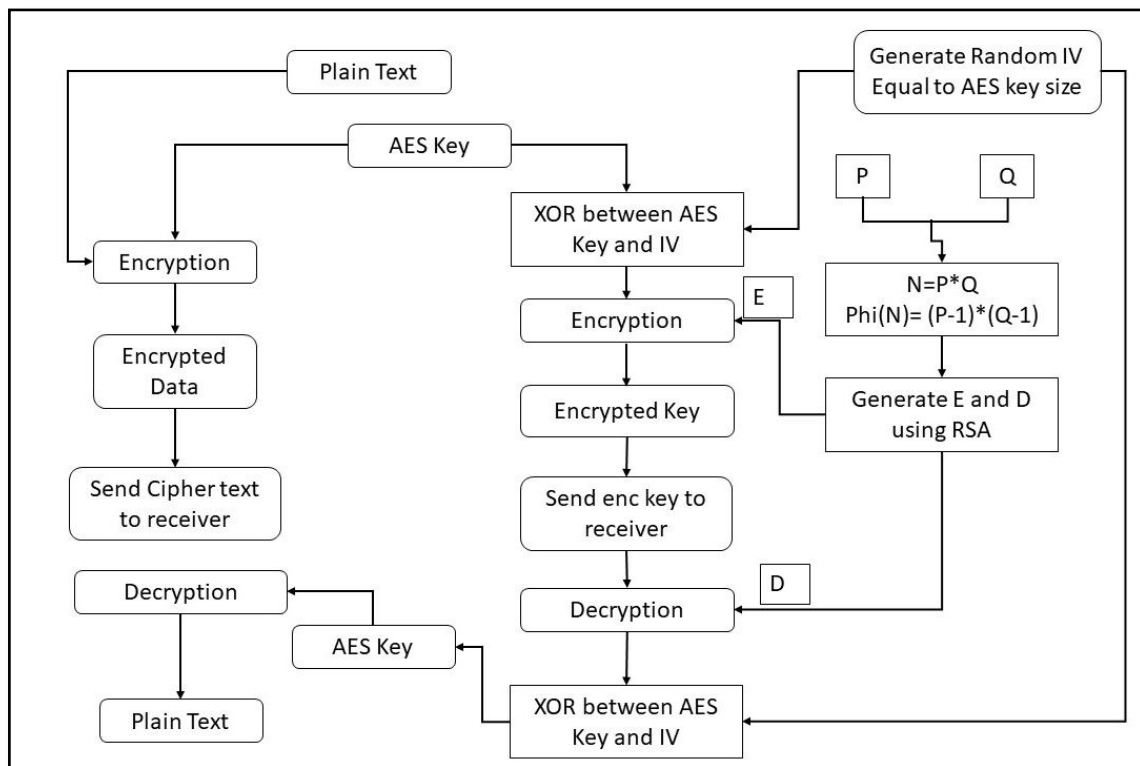 Plain Text
Generate Random IV
Equal to AES key size
AES Key
P
Q
XOR between AES
Key and IV
Encryption
N=P*Q
Phi(N)= (P-1)*(Q-1)
E
Encryption
Encrypted
Data
Encrypted Key
Generate E and D
using RSA
Send Cipher text
to receiver
Send enc key to
receiver
Decryption
D
Decryption
AES Key
XOR between AES
Key and IV
Plain Text